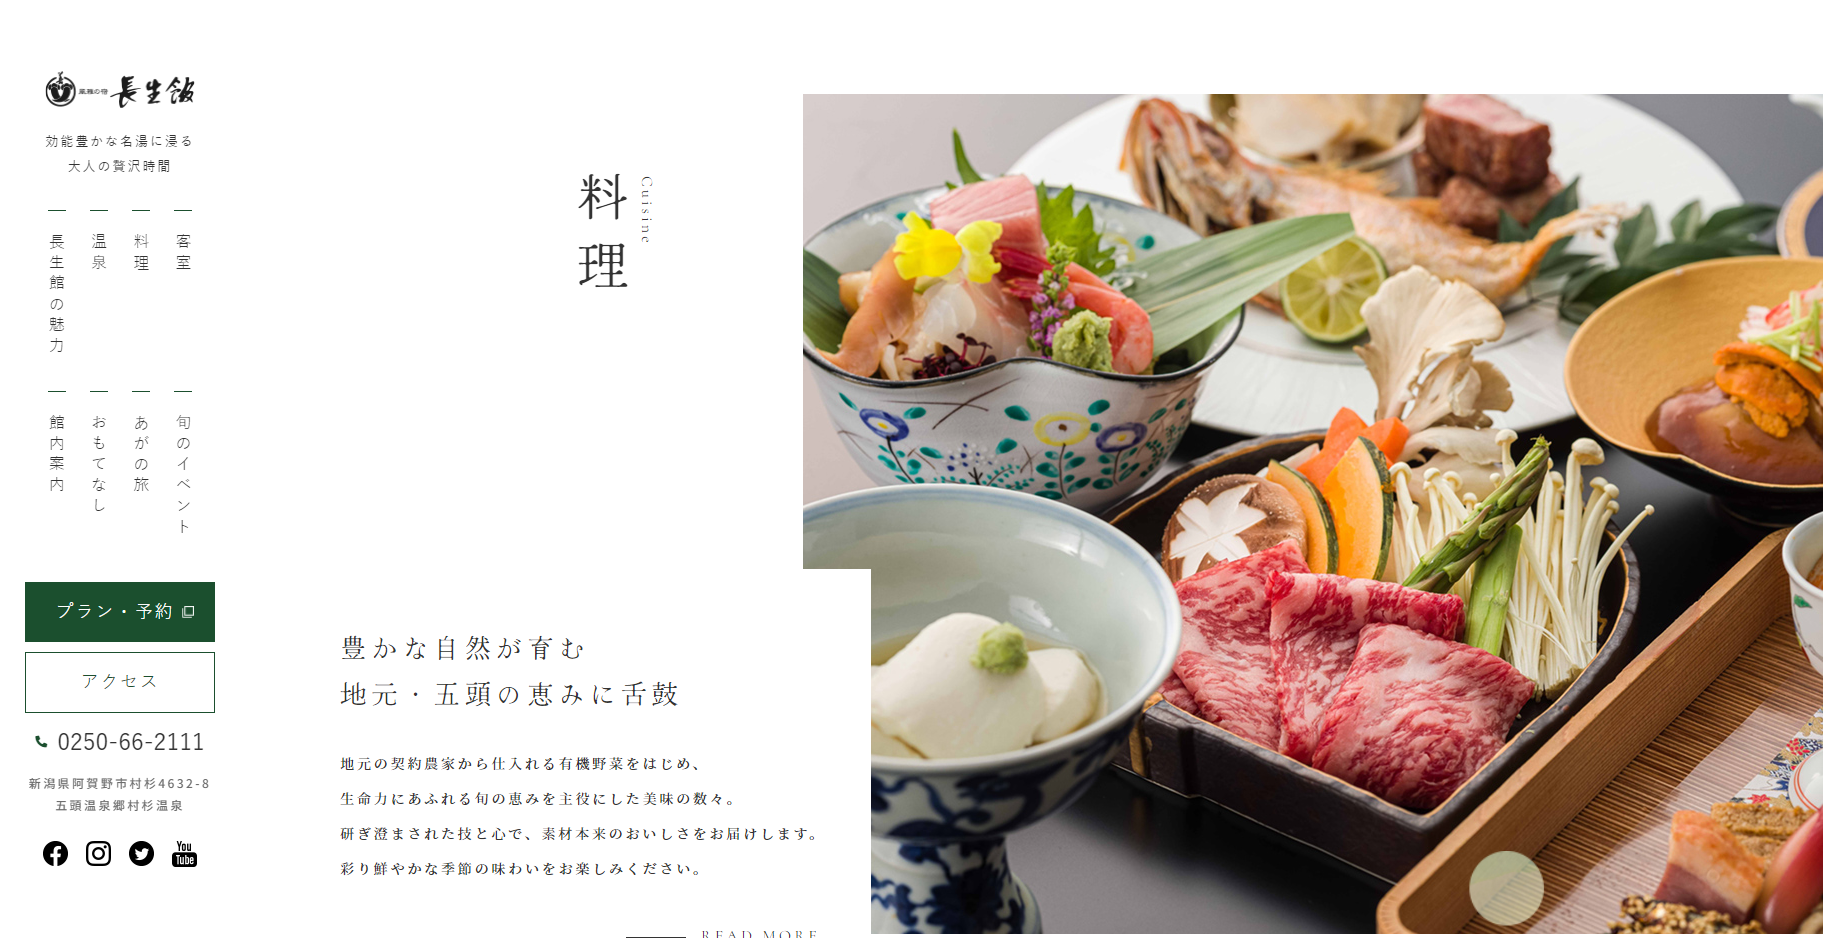 風雅の宿 長生館
効能豊かな名湯に浸る
大人の贅沢時間
客室
料理
温泉
長生館の魅力
旬のイベント
あがの旅
おもてなし
館内案内
プラン・予約
アクセス
0250-66-2111
新潟県阿賀野市村杉4632-8
五頭温泉郷村杉温泉
You
Tube
料理
Cuisine
豊かな自然が育む
地元・五頭の恵みに舌鼓
地元の契約農家から仕入れる有機野菜をはじめ、
生命力にあふれる旬の恵みを主役にした美味の数々。
研ぎ澄まされた技と心で、素材本来のおいしさをお届けします。
彩り鮮やかな季節の味わいをお楽しみください。
READ MORE